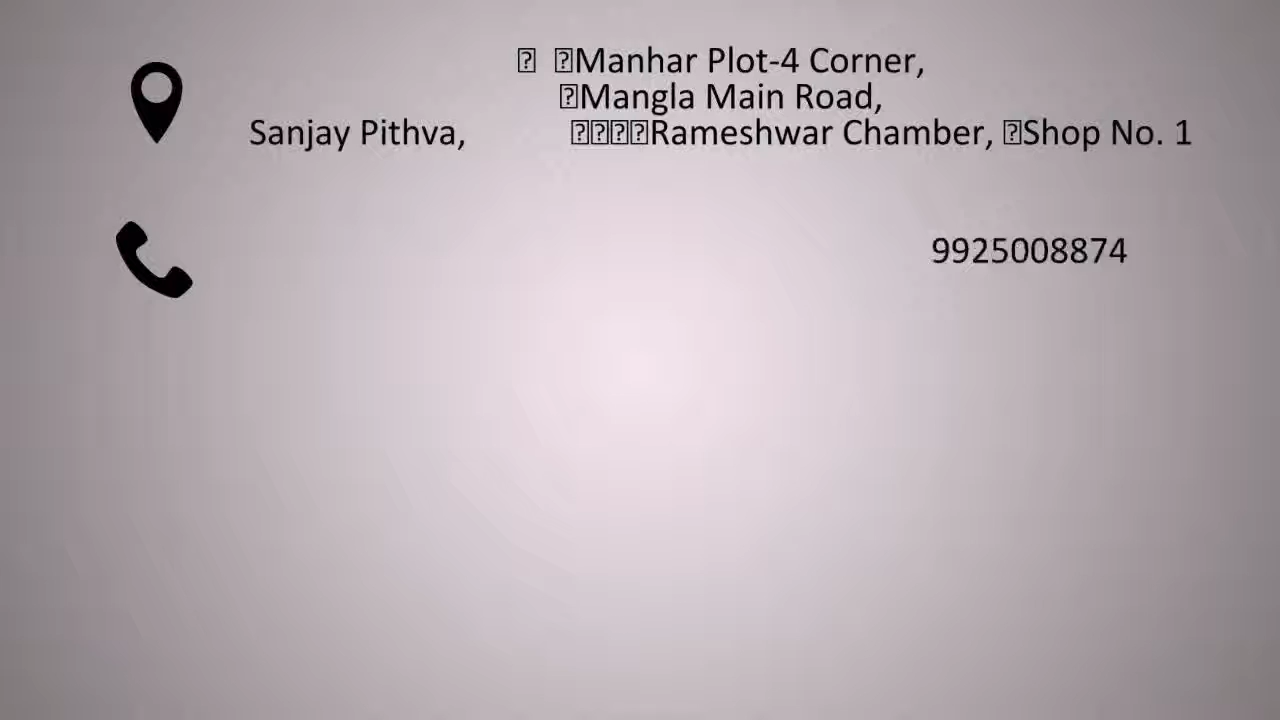 Manhar Plot-4 Corner,
Mangla Main Road,
Sanjay Pithva, Rameshwar Chamber, Shop No. 1
9925008874